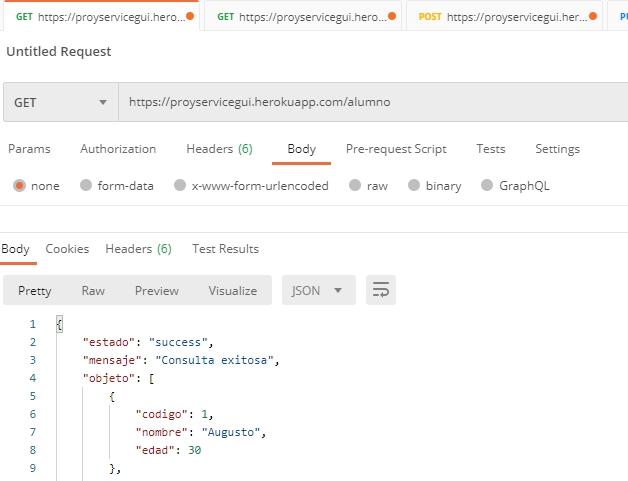 GET https://proyservicegui.hero... GET https://proyservicegui.hero... POST https://proyservicegui.her...
Untitled Request
GET https://proyservicegui.herokuapp.com/alumno
Params Authorization Headers (6) Body Pre-request Script Tests Settings
none form-data x-www-form-urlencoded raw binary GraphQL
Body Cookies Headers (6) Test Results
Pretty Raw Preview Visualize JSON
1 {
2 "estado": "success",
3 "mensaje": "Consulta exitosa",
4 "objeto": [
5 {
6 "codigo": 1,
7 "nombre": "Augusto",
8 "edad": 30
9 },